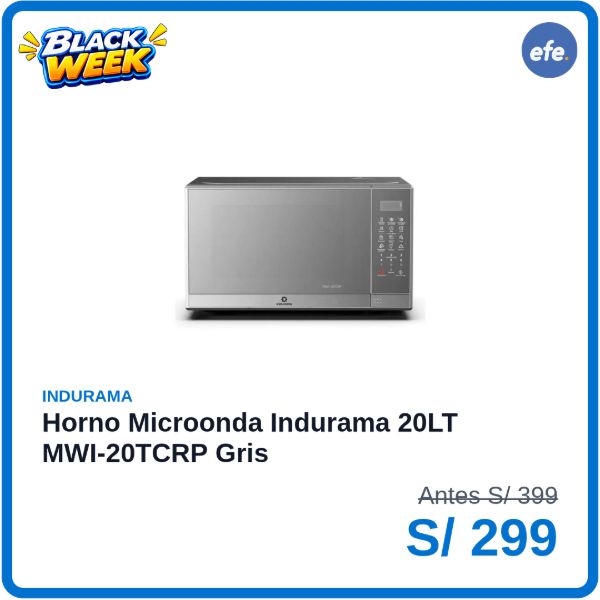 BLACK
WEEK
efe.
INDURAMA
Horno Microonda Indurama 20LT
MWI-20TCRP Gris
Antes S/ 399
S/ 299